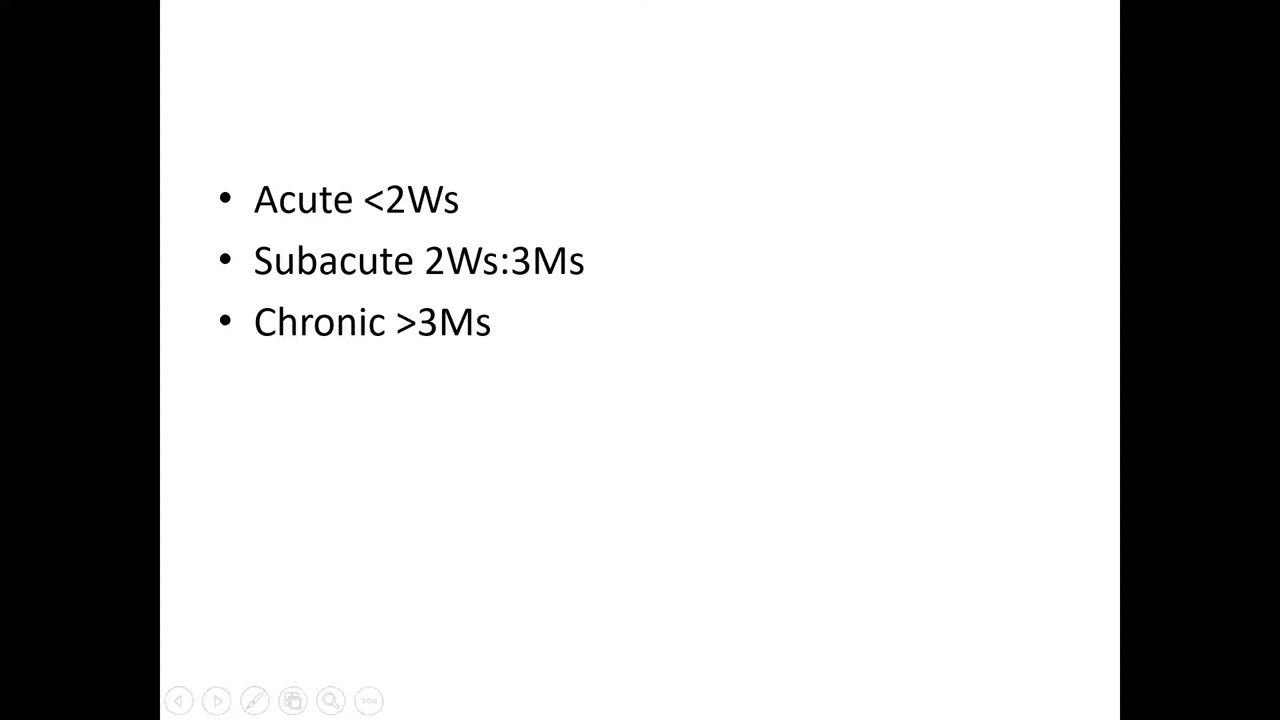 • Acute <2Ws
• Subacute 2Ws:3Ms
• Chronic >3Ms